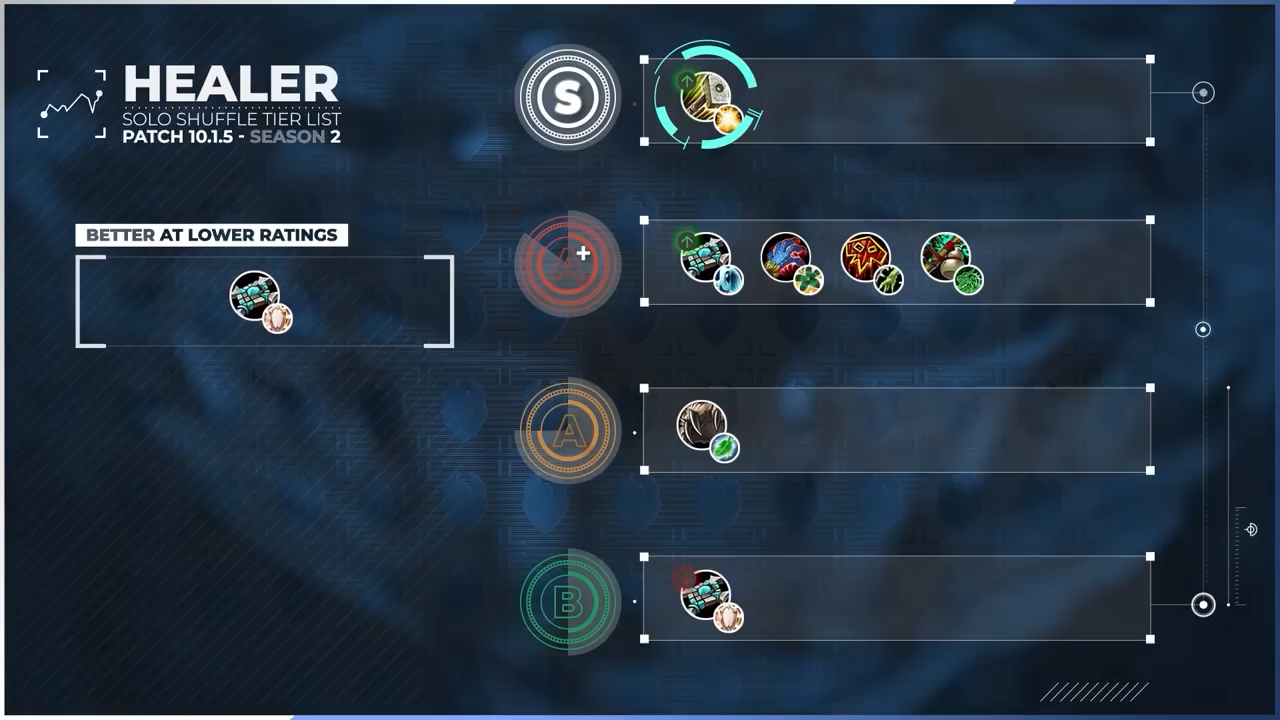 HEALER
SOLO SHUFFLE TIER LIST
PATCH 10.1.5 - SEASON 2
BETTER AT LOWER RATINGS
S
A+
A
B